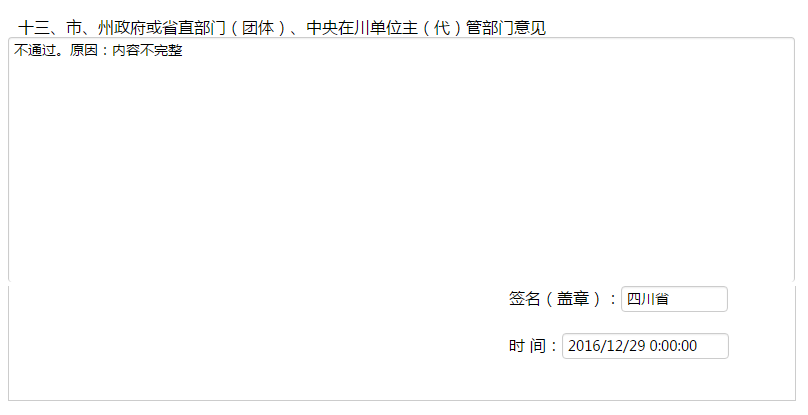 十三、市、州政府或省直部门（团体）、中央在川单位主（代）管部门意见
不通过。原因：内容不完整
签名（盖章）：四川省
时 间：2016/12/29 0:00:00